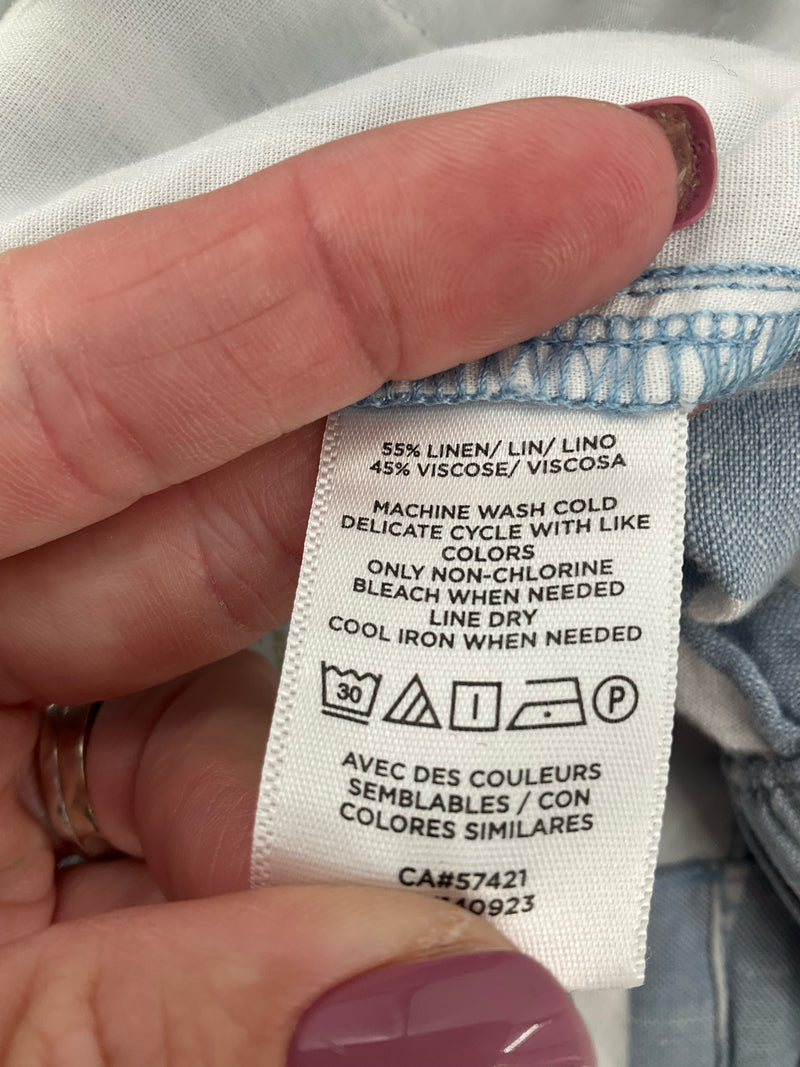 55% LINEN/ LIN/ LINO
45% VISCOSE/ VISCOSA
MACHINE WASH COLD
DELICATE CYCLE WITH LIKE
COLORS
ONLY NON-CHLORINE
BLEACH WHEN NEEDED
LINE DRY
COOL IRON WHEN NEEDED
30 P
AVEC DES COULEURS
SEMBLABLES / CON
COLORES SIMILARES
CA#57421